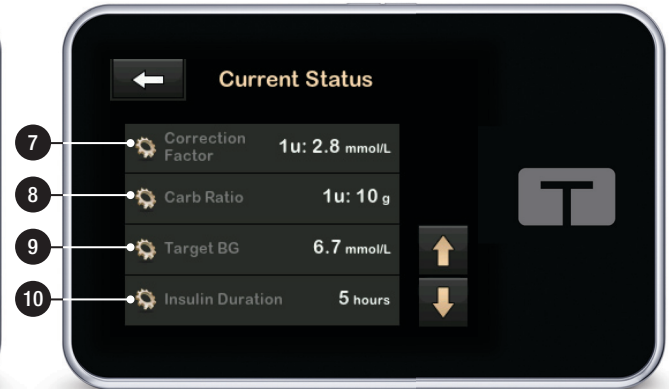 Current Status
7
Correction
Factor
1u: 2.8 mmol/L
8
Carb Ratio
1u: 10 g
9
Target BG
6.7 mmol/L
10
Insulin Duration
5 hours